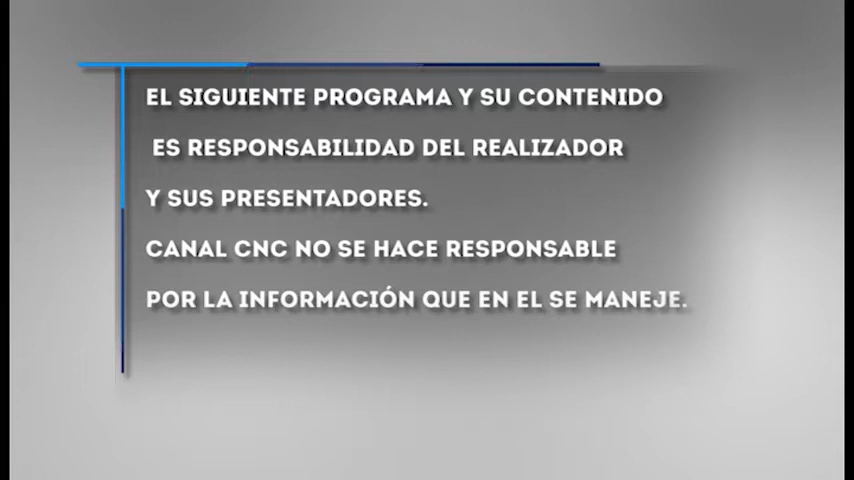 EL SIGUIENTE PROGRAMA Y SU CONTENIDO
ES RESPONSABILIDAD DEL REALIZADOR
Y SUS PRESENTADORES.
CANAL CNC NO SE HACE RESPONSABLE
POR LA INFORMACIÓN QUE EN EL SE MANEJE.